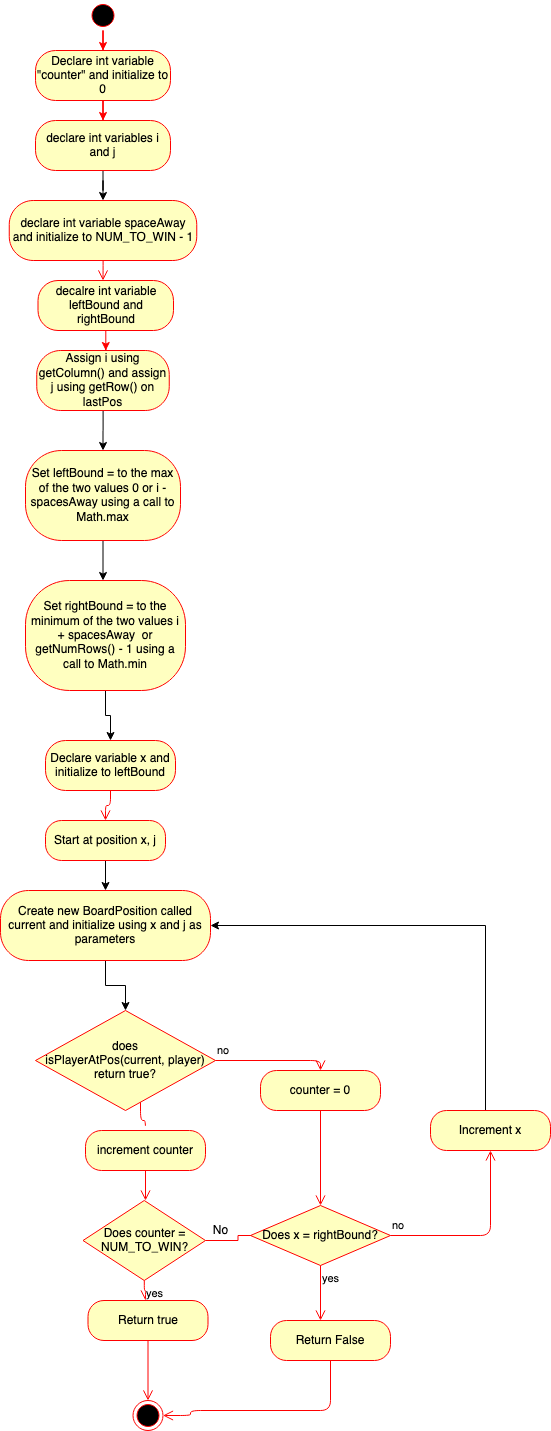 Declare int variable
"counter" and initialize to
0
declare int variables i
and j
declare int variable spaceAway
and initialize to NUM_TO_WIN - 1
decalre int variable
leftBound and
rightBound
Assign i using
getColumn() and assign
j using getRow() on
lastPos
Set leftBound = to the max
of the two values 0 or i -
spacesAway using a call to
Math.max
Set rightBound = to the
minimum of the two values i
+ spacesAway or
getNumRows() - 1 using a
call to Math.min
Declare variable x and
initialize to leftBound
Start at position x, j
Create new BoardPosition called
current and initialize using x and j as
parameters
does
isPlayerAtPos(current, player)
return true?
no
counter = 0
increment counter
Increment x
Does counter =
NUM_TO_WIN?
No
Does x = rightBound?
no
yes
yes
Return true
Return False